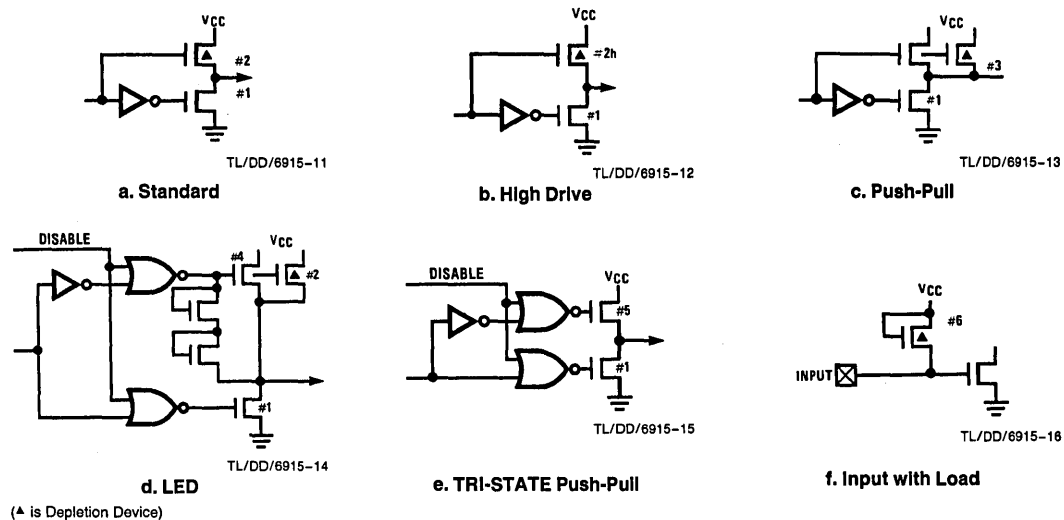 VCC
#2
#1
TL/DD/6915-11
a. Standard
VCC
#2h
#1
TL/DD/6915-12
b. High Drive
VCC
#3
#1
TL/DD/6915-13
c. Push-Pull
DISABLE
VCC
#4
#2
#1
TL/DD/6915-14
d. LED
(▲ is Depletion Device)
DISABLE
VCC
#5
#1
TL/DD/6915-15
e. TRI-STATE Push-Pull
VCC
#6
INPUT
TL/DD/6915-16
f. Input with Load